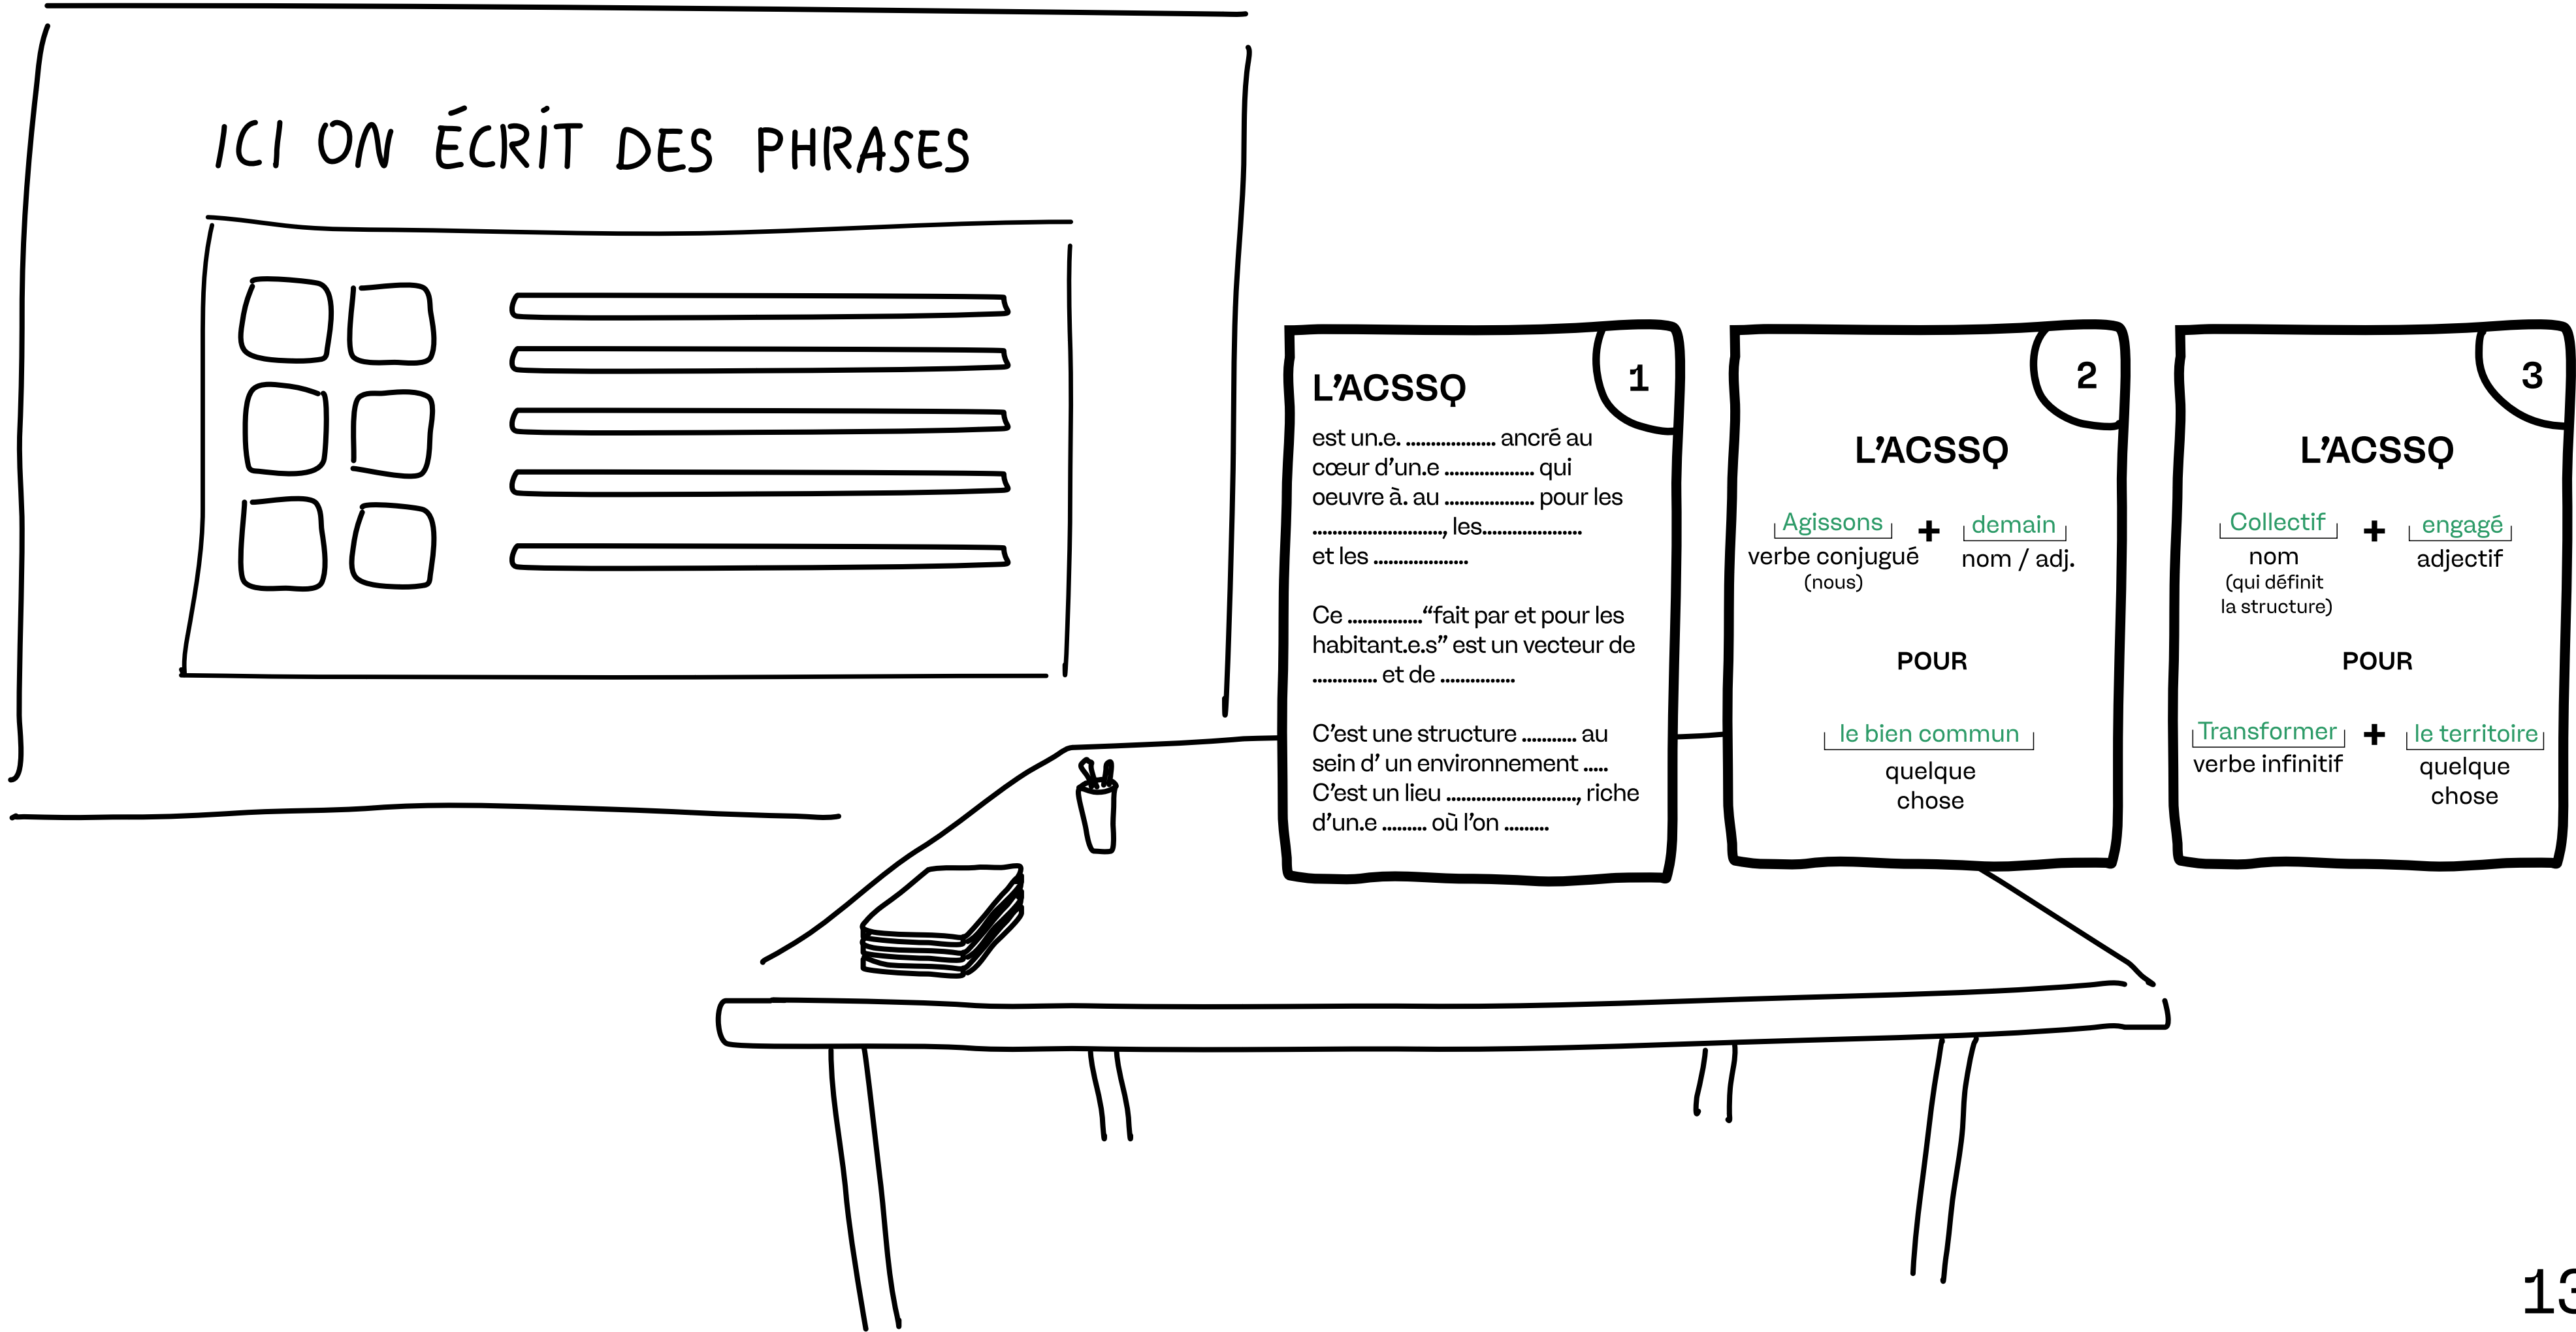 ICI ON ÉCRIT DES PHRASES
L'ACSSQ
1
est un.e. .................. ancré au
cœur d'un.e .................. qui
oeuvre à. au .................. pour les
.........................., les....................
et les ...................
Ce ...............“fait par et pour les
habitant.e.s” est un vecteur de
............. et de ...............
C'est une structure ........... au
sein d' un environnement .....
C'est un lieu .........................., riche
d'un.e ......... où l'on .........
2
L'ACSSQ
Agissons + demain
verbe conjugué nom / adj.
(nous)
POUR
le bien commun
quelque
chose
3
L'ACSSQ
Collectif + engagé
nom adjectif
(qui définit
la structure)
POUR
Transformer + le territoire
verbe infinitif quelque
chose
13